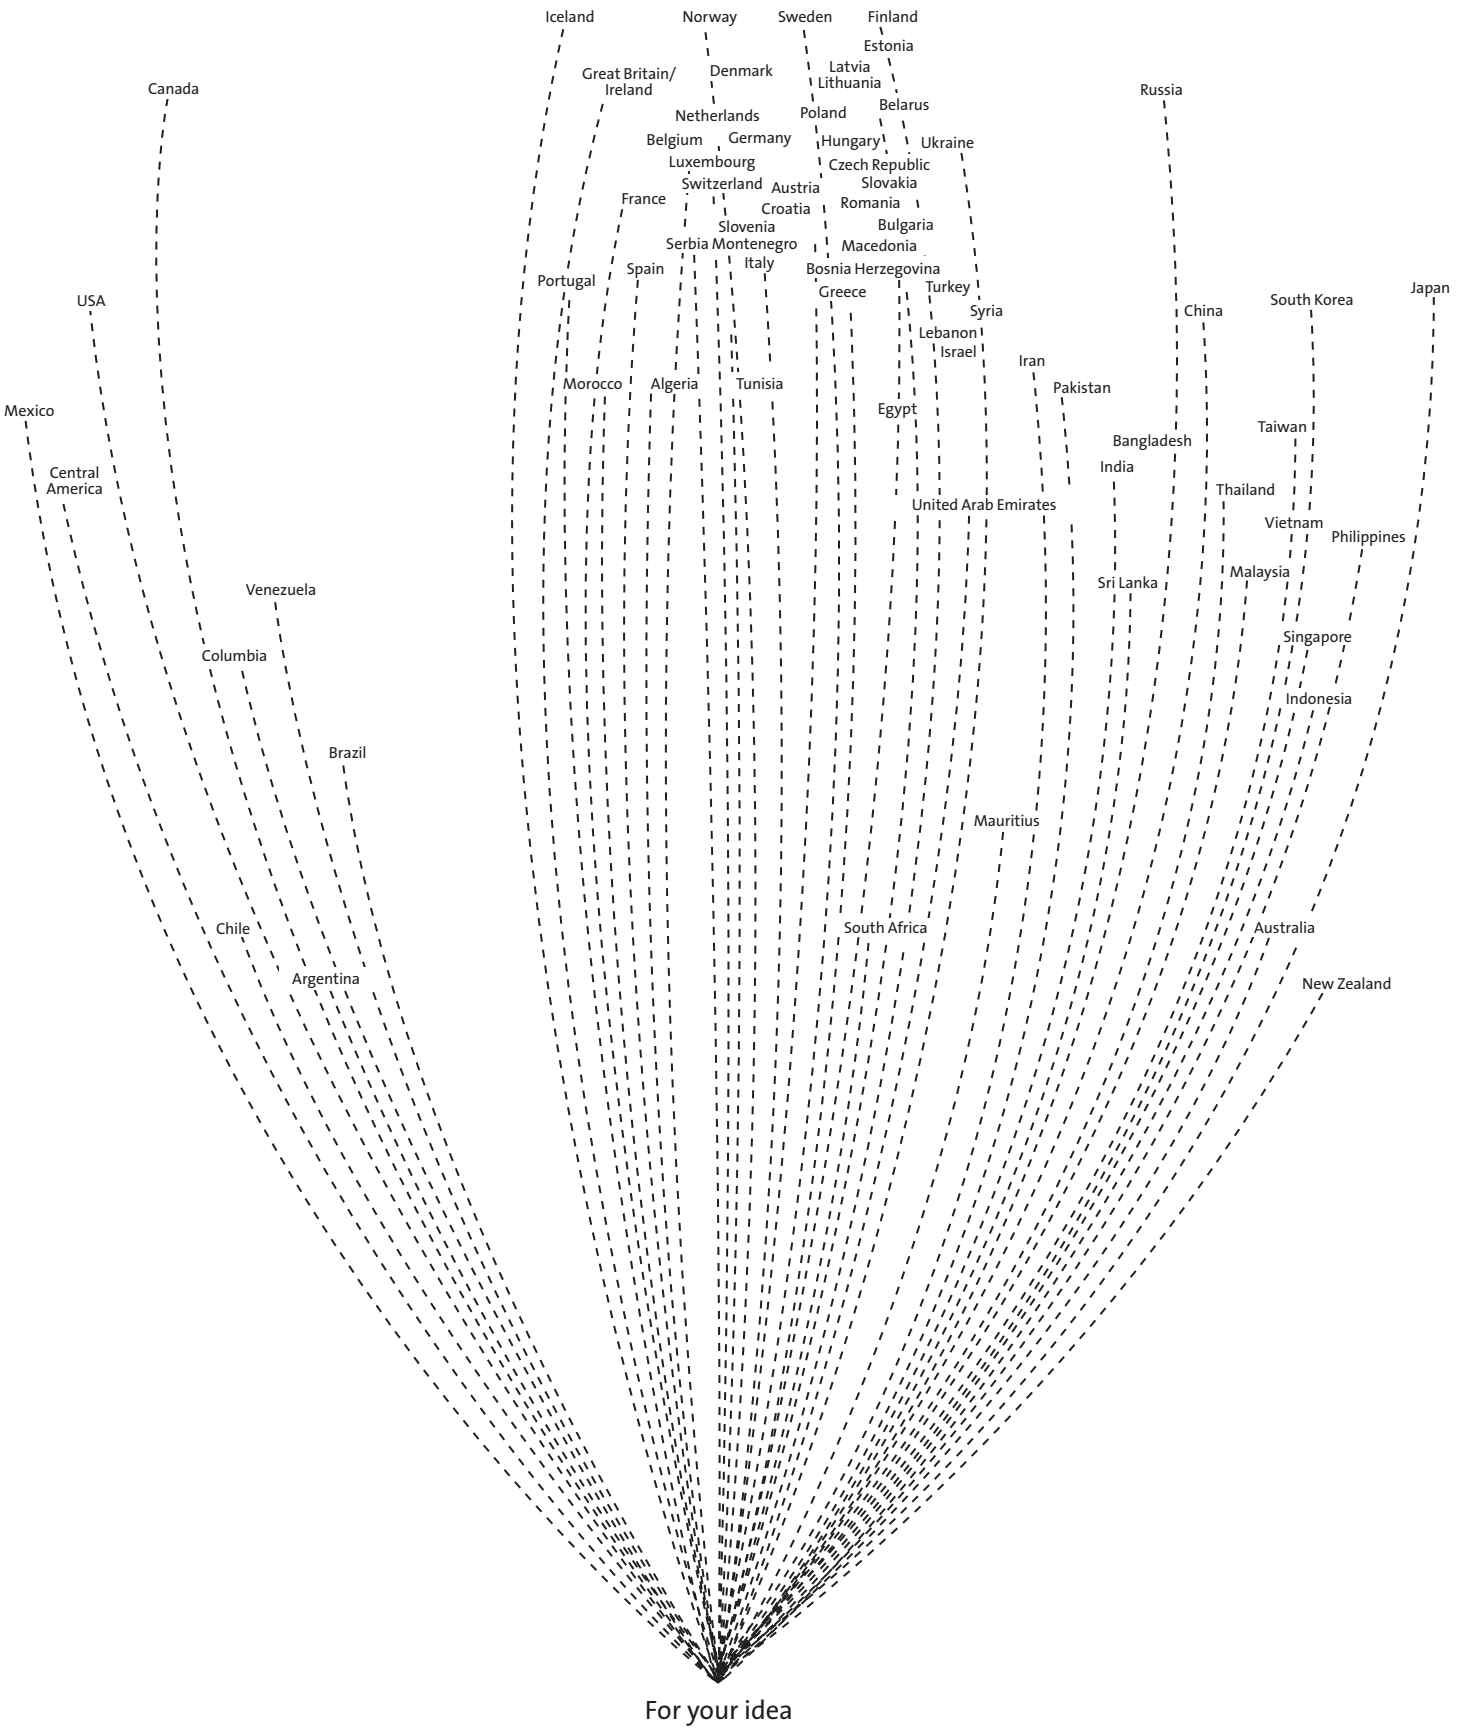 Iceland
Norway
Sweden
Finland
Estonia
Latvia
Lithuania
Great Britain/
Ireland
Denmark
Canada
Russia
Belarus
Poland
Netherlands
Belgium
Germany
Hungary
Ukraine
Luxembourg
Czech Republic
Switzerland
Austria
Slovakia
France
Croatia
Romania
Slovenia
Bulgaria
Serbia Montenegro
Macedonia
Italy
Spain
Bosnia Herzegovina
Portugal
Greece
Turkey
Japan
USA
South Korea
Syria
China
Lebanon
Israel
Iran
Morocco
Algeria
Tunisia
Pakistan
Mexico
Egypt
Taiwan
Bangladesh
India
Central
America
Thailand
United Arab Emirates
Vietnam
Philippines
Malaysia
Sri Lanka
Venezuela
Singapore
Columbia
Indonesia
Brazil
Mauritius
Chile
South Africa
Australia
Argentina
New Zealand
For your idea